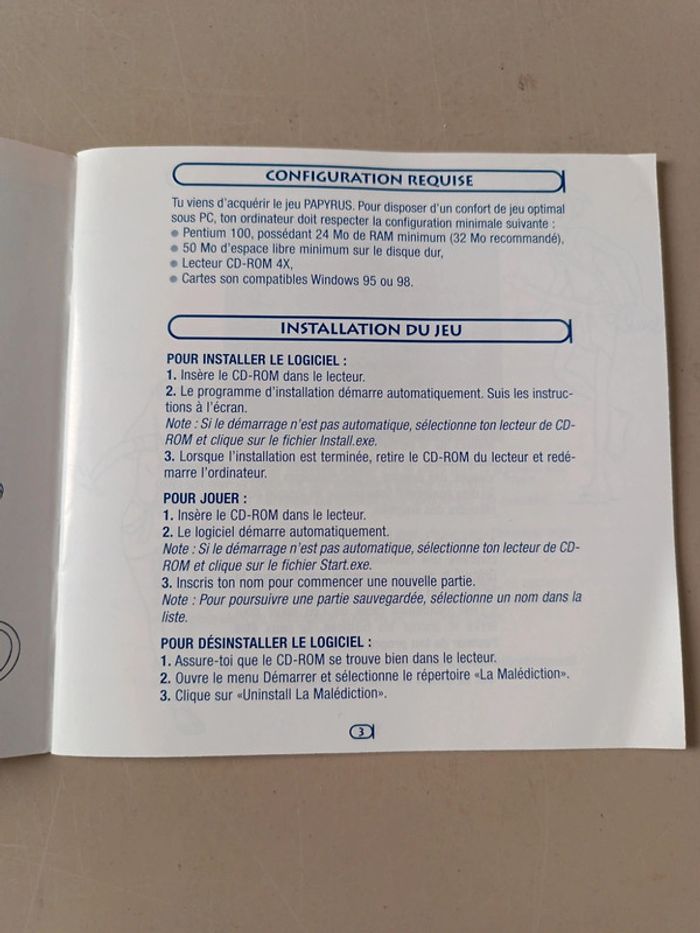 CONFIGURATION REQUISE
Tu viens d'acquérir le jeu PAPYRUS. Pour disposer d'un confort de jeu optimal
sous PC, ton ordinateur doit respecter la configuration minimale suivante :
● Pentium 100, possédant 24 Mo de RAM minimum (32 Mo recommandé),
● 50 Mo d'espace libre minimum sur le disque dur,
● Lecteur CD-ROM 4X,
● Cartes son compatibles Windows 95 ou 98.
INSTALLATION DU JEU
POUR INSTALLER LE LOGICIEL :
1. Insère le CD-ROM dans le lecteur.
2. Le programme d'installation démarre automatiquement. Suis les instruc-
tions à l'écran.
Note : Si le démarrage n'est pas automatique, sélectionne ton lecteur de CD-
ROM et clique sur le fichier Install.exe.
3. Lorsque l'installation est terminée, retire le CD-ROM du lecteur et redé-
marre l'ordinateur.
POUR JOUER :
1. Insère le CD-ROM dans le lecteur.
2. Le logiciel démarre automatiquement.
Note : Si le démarrage n'est pas automatique, sélectionne ton lecteur de CD-
ROM et clique sur le fichier Start.exe.
3. Inscris ton nom pour commencer une nouvelle partie.
Note : Pour poursuivre une partie sauvegardée, sélectionne un nom dans la
liste.
POUR DÉSINSTALLER LE LOGICIEL :
1. Assure-toi que le CD-ROM se trouve bien dans le lecteur.
2. Ouvre le menu Démarrer et sélectionne le répertoire «La Malédiction».
3. Clique sur «Uninstall La Malédiction».
3